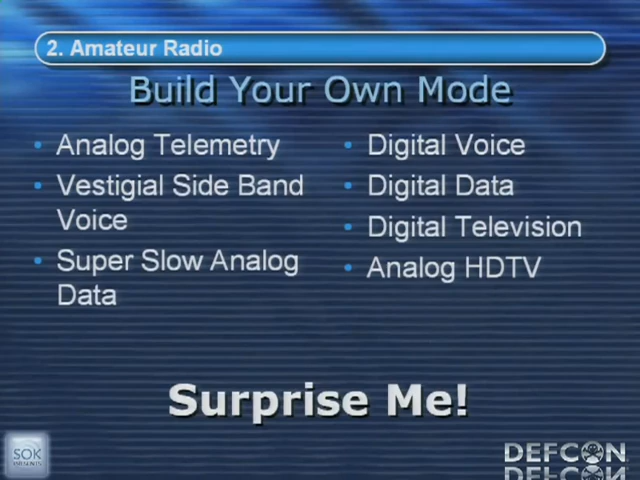 2. Amateur Radio
Build Your Own Mode
• Analog Telemetry
• Vestigial Side Band
Voice
• Super Slow Analog
Data
• Digital Voice
• Digital Data
• Digital Television
• Analog HDTV
Surprise Me!
SOK
PRESENTS
DEFCON